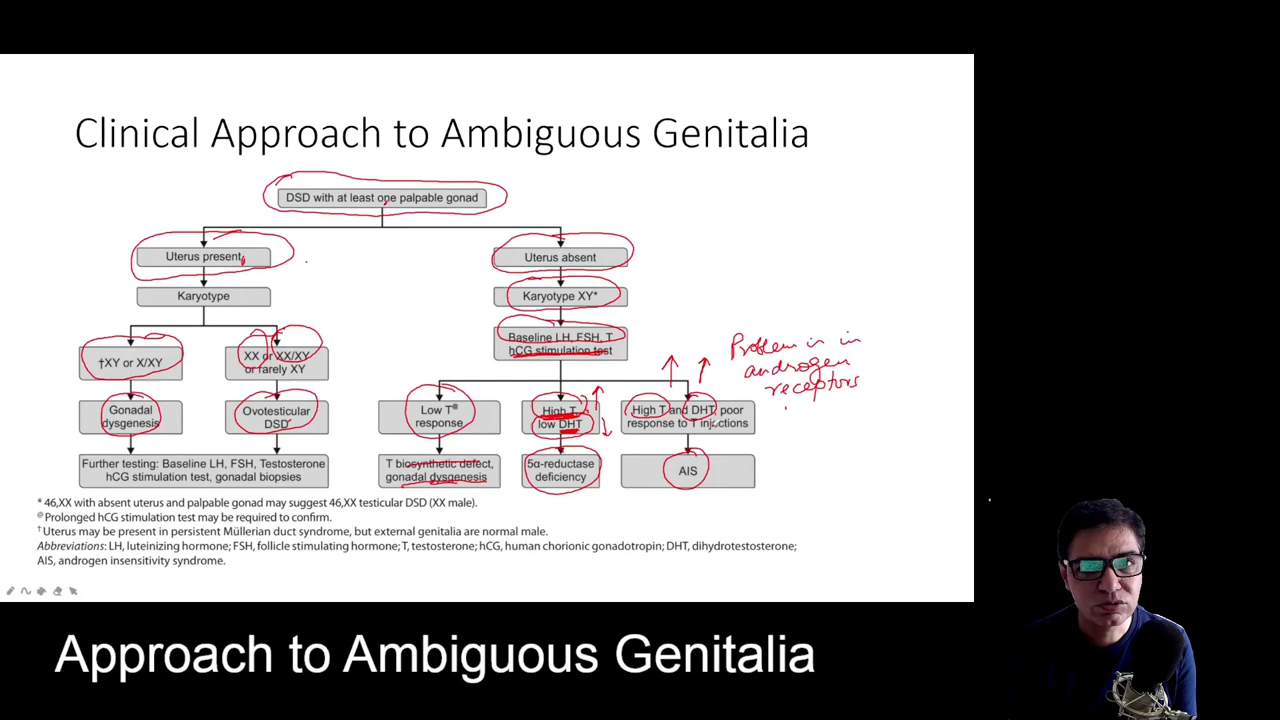 Clinical Approach to Ambiguous Genitalia
DSD with at least one palpable gonad
Uterus present
Uterus absent
Karyotype
Karyotype XY*
Baseline LH, FSH, T
hCG stimulation test
†XY or X/XY
XX or XX/XY
or rarely XY
Problem is in
androgen
receptors
Gonadal
dysgenesis
Ovotesticular
DSD
Low T@
response
High T
low DHT
High T and DHT, poor
response to T injections
Further testing: Baseline LH, FSH, Testosterone
hCG stimulation test, gonadal biopsies
T biosynthetic defect,
gonadal dysgenesis
5α-reductase
deficiency
AIS
* 46,XX with absent uterus and palpable gonad may suggest 46,XX testicular DSD (XX male).
@ Prolonged hCG stimulation test may be required to confirm.
† Uterus may be present in persistent Müllerian duct syndrome, but external genitalia are normal male.
Abbreviations: LH, luteinizing hormone; FSH, follicle stimulating hormone; T, testosterone; hCG, human chorionic gonadotropin; DHT, dihydrotestosterone;
AIS, androgen insensitivity syndrome.
Approach to Ambiguous Genitalia